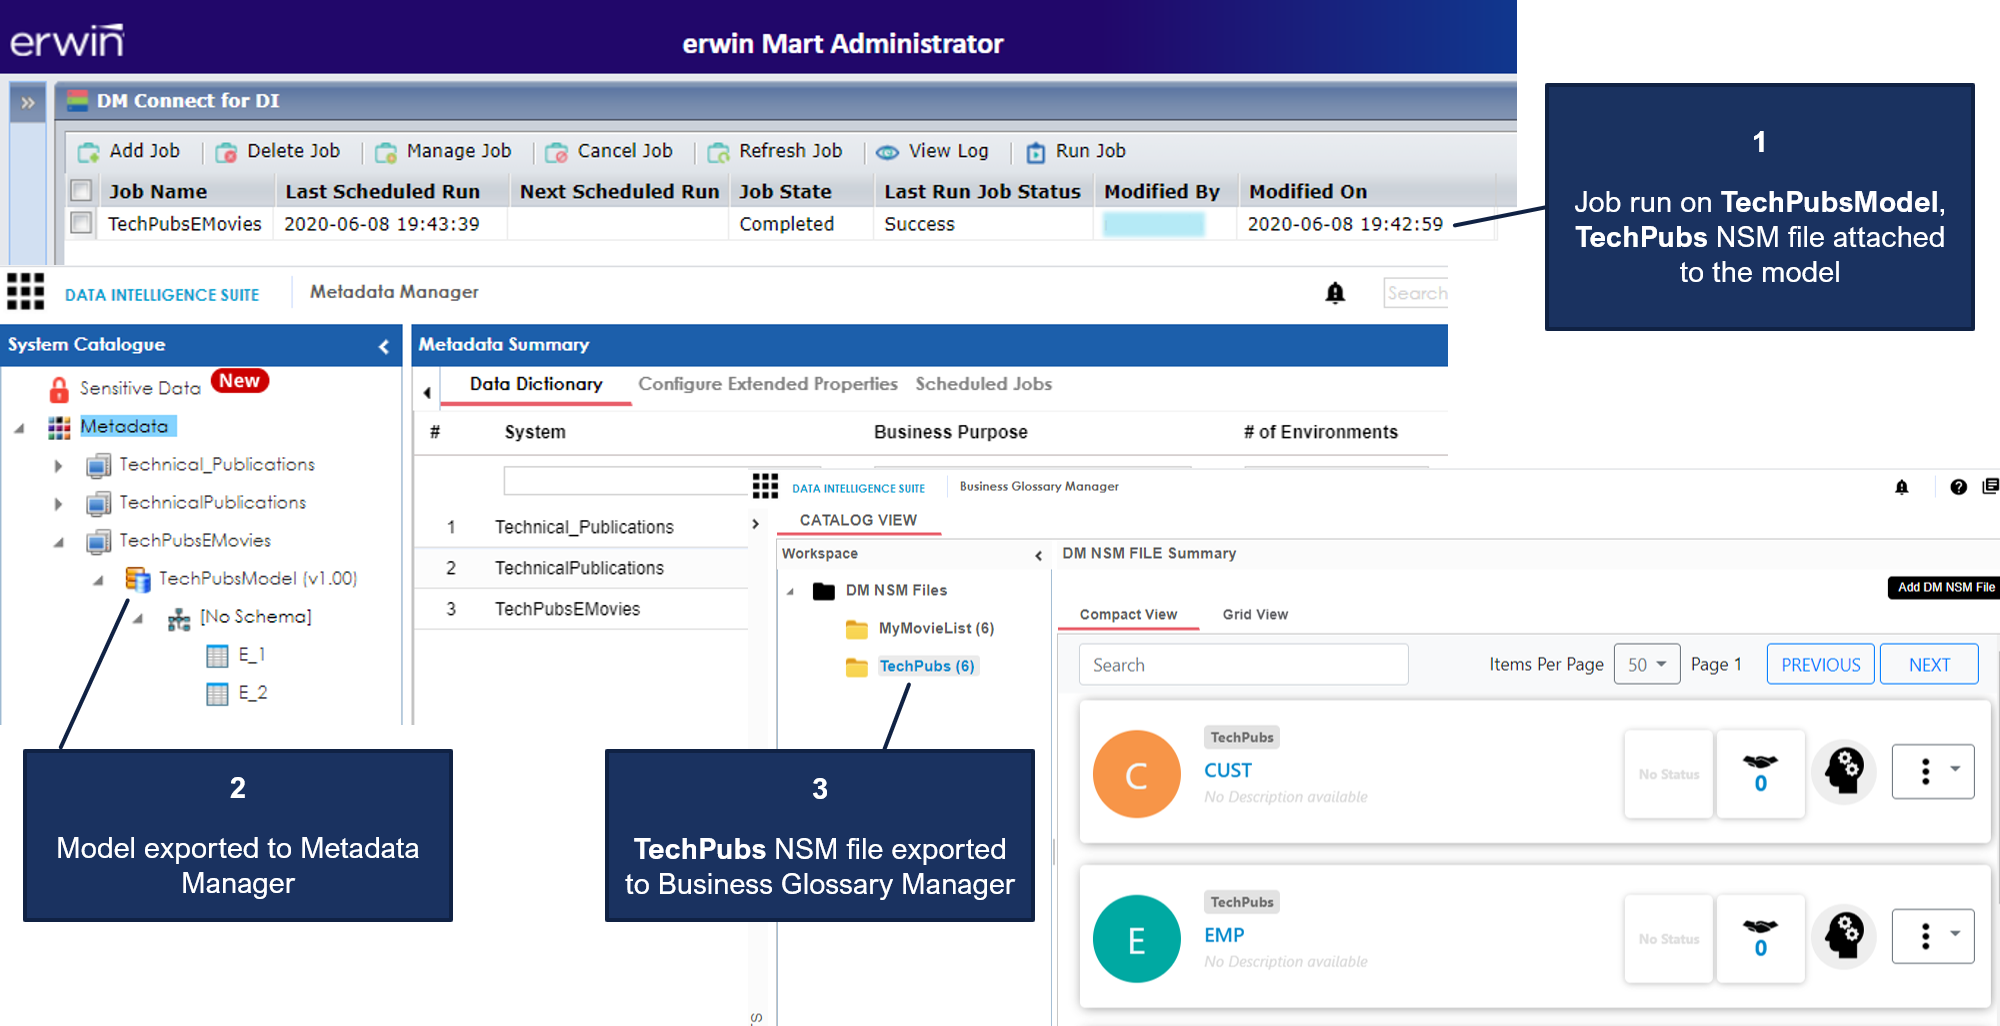 erwin
erwin Mart Administrator
»
DM Connect for DI
Add Job
Delete Job
Manage Job
Cancel Job
Refresh Job
View Log
Run Job
Job Name
Last Scheduled Run
Next Scheduled Run
Job State
Last Run Job Status
Modified By
Modified On
TechPubsEMovies
2020-06-08 19:43:39
Completed
Success
2020-06-08 19:42:59
1
Job run on TechPubsModel,
TechPubs NSM file attached
to the model
DATA INTELLIGENCE SUITE
Metadata Manager
Search
System Catalogue
Sensitive Data
New
Metadata
Technical_Publications
TechnicalPublications
TechPubsEMovies
TechPubsModel (v1.00)
[No Schema]
E_1
E_2
Metadata Summary
Data Dictionary
Configure Extended Properties
Scheduled Jobs
#
System
Business Purpose
# of Environments
1
Technical_Publications
2
TechnicalPublications
3
TechPubsEMovies
DATA INTELLIGENCE SUITE
Business Glossary Manager
CATALOG VIEW
Workspace
DM NSM Files
MyMovieList (6)
TechPubs (6)
DM NSM FILE Summary
Add DM NSM File
Compact View
Grid View
Search
Items Per Page
50
Page 1
PREVIOUS
NEXT
C
TechPubs
CUST
No Description available
No Status
0
E
TechPubs
EMP
No Description available
No Status
0
2
Model exported to Metadata
Manager
3
TechPubs NSM file exported
to Business Glossary Manager